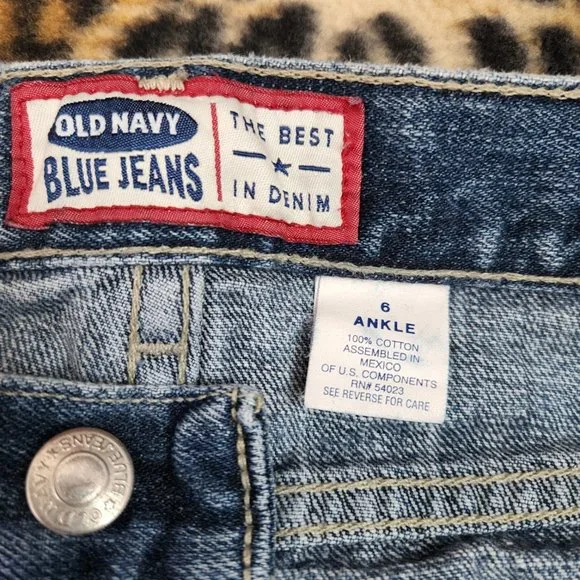 OLD NAVY
BLUE JEANS
THE BEST
IN DENIM
6
ANKLE
100% COTTON
ASSEMBLED IN
MEXICO
OF U.S. COMPONENTS
RN# 54023
SEE REVERSE FOR CARE